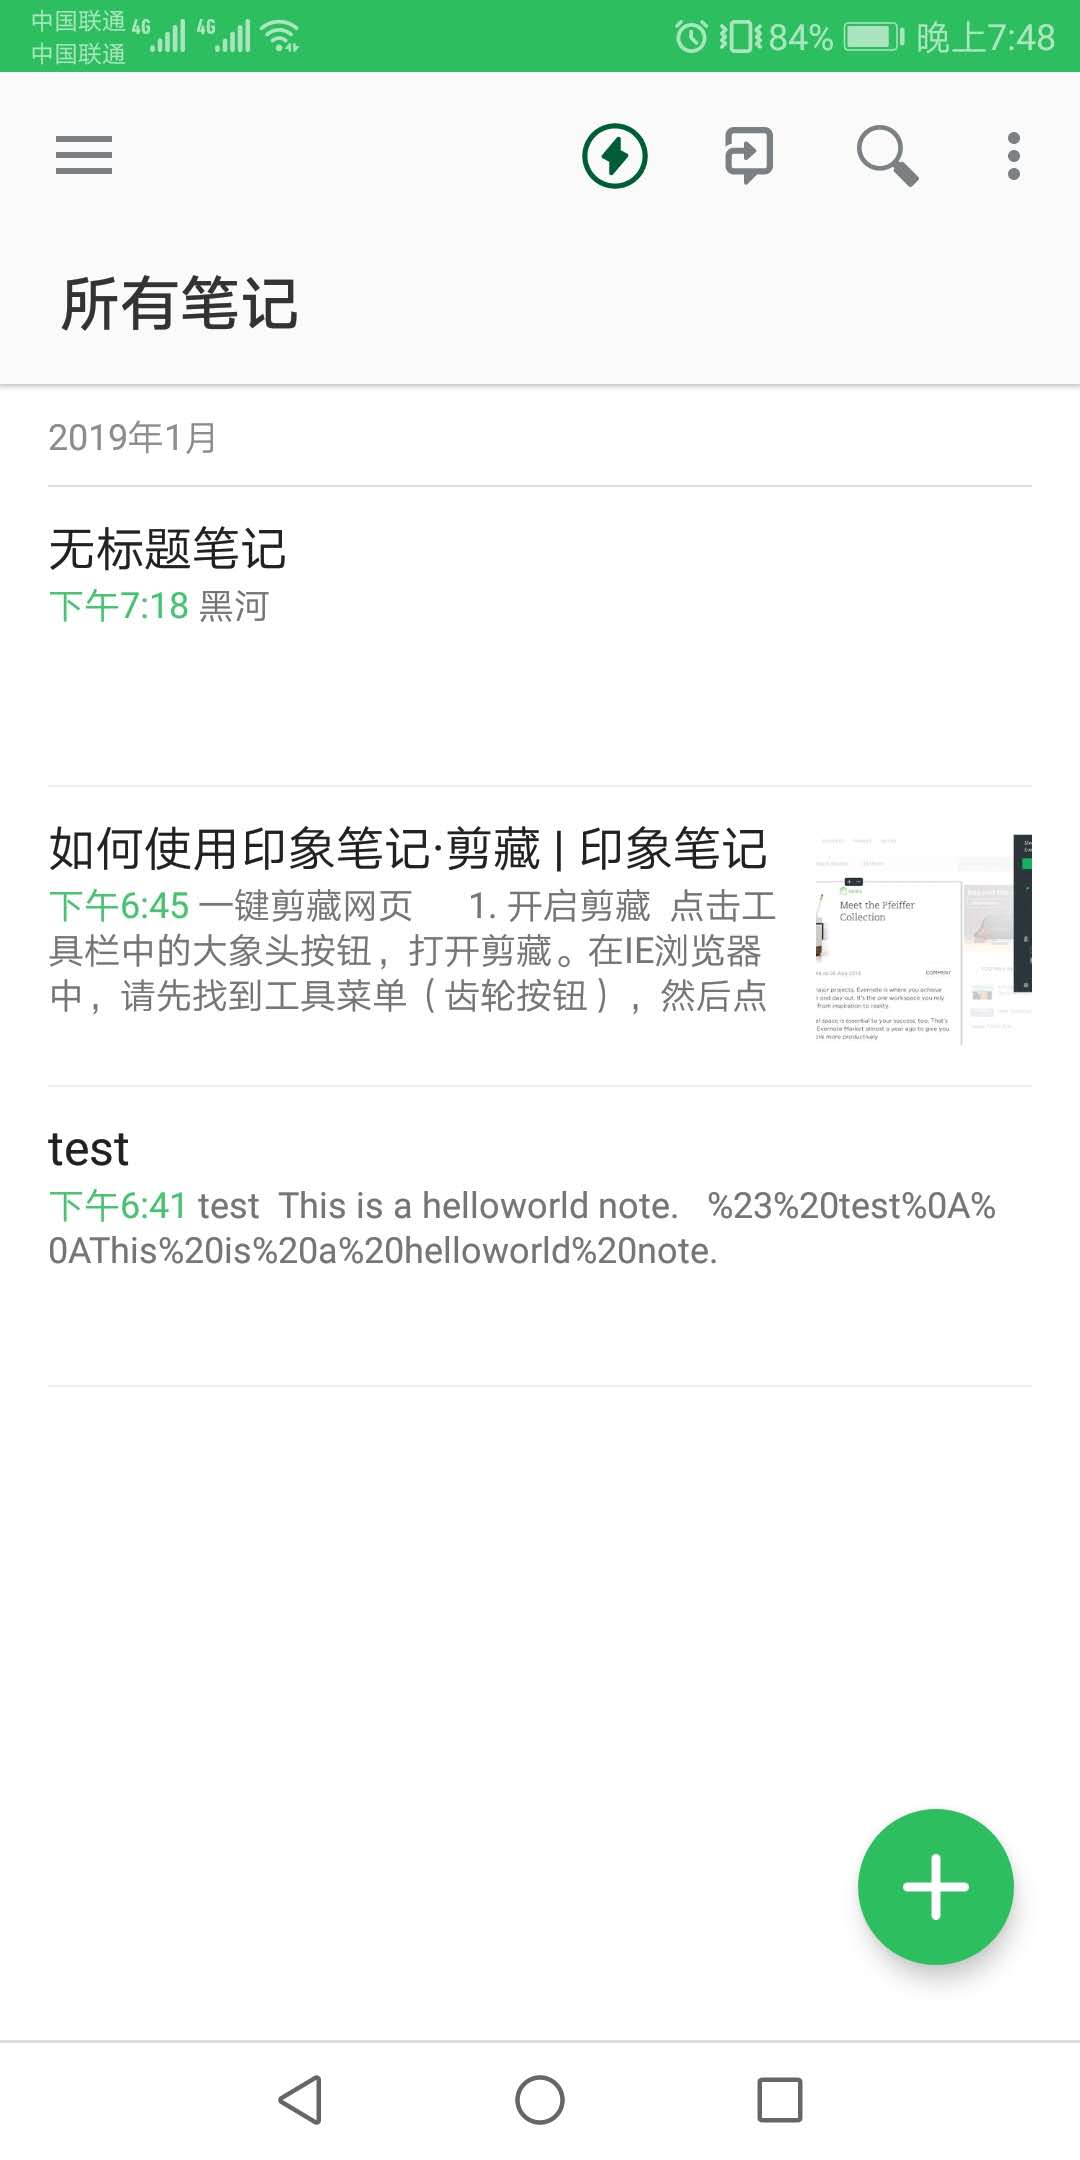 中国联通 4G 4G 84% 晚上7:48
中国联通
所有笔记
2019年1月
无标题笔记
下午7:18 黑河
如何使用印象笔记·剪藏 | 印象笔记
下午6:45 一键剪藏网页 1. 开启剪藏 点击工
具栏中的大象头按钮，打开剪藏。在IE浏览器
中，请先找到工具菜单（齿轮按钮），然后点
Meet the Pfeiffer
Collection
COMMENT
test
下午6:41 test This is a helloworld note. %23%20test%0A%
0AThis%20is%20a%20helloworld%20note.